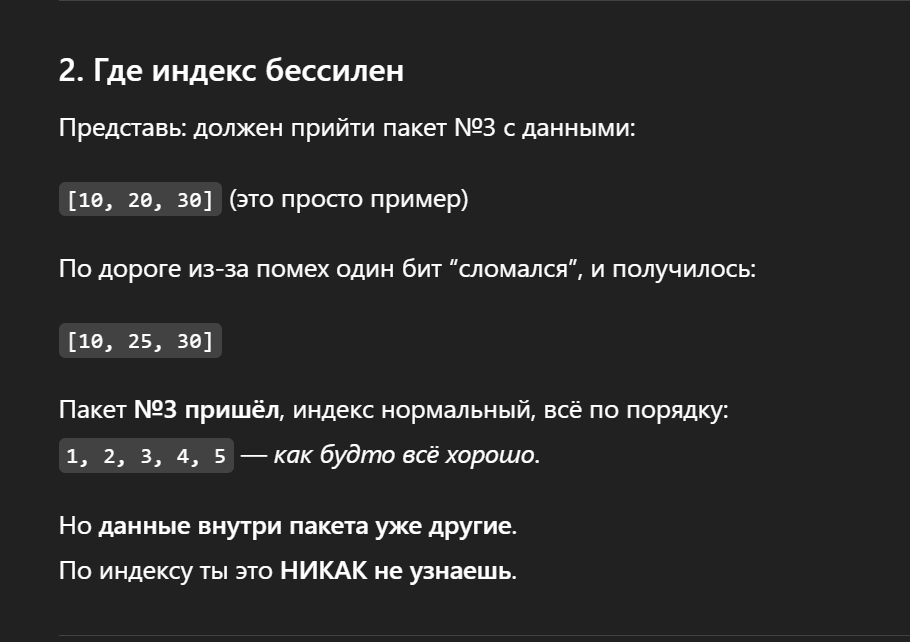 2. Где индекс бессилен
Представь: должен прийти пакет №3 с данными:
[10, 20, 30] (это просто пример)
По дороге из-за помех один бит “сломался”, и получилось:
[10, 25, 30]
Пакет №3 пришёл, индекс нормальный, всё по порядку:
1, 2, 3, 4, 5 — как будто всё хорошо.
Но данные внутри пакета уже другие.
По индексу ты это НИКАК не узнаешь.